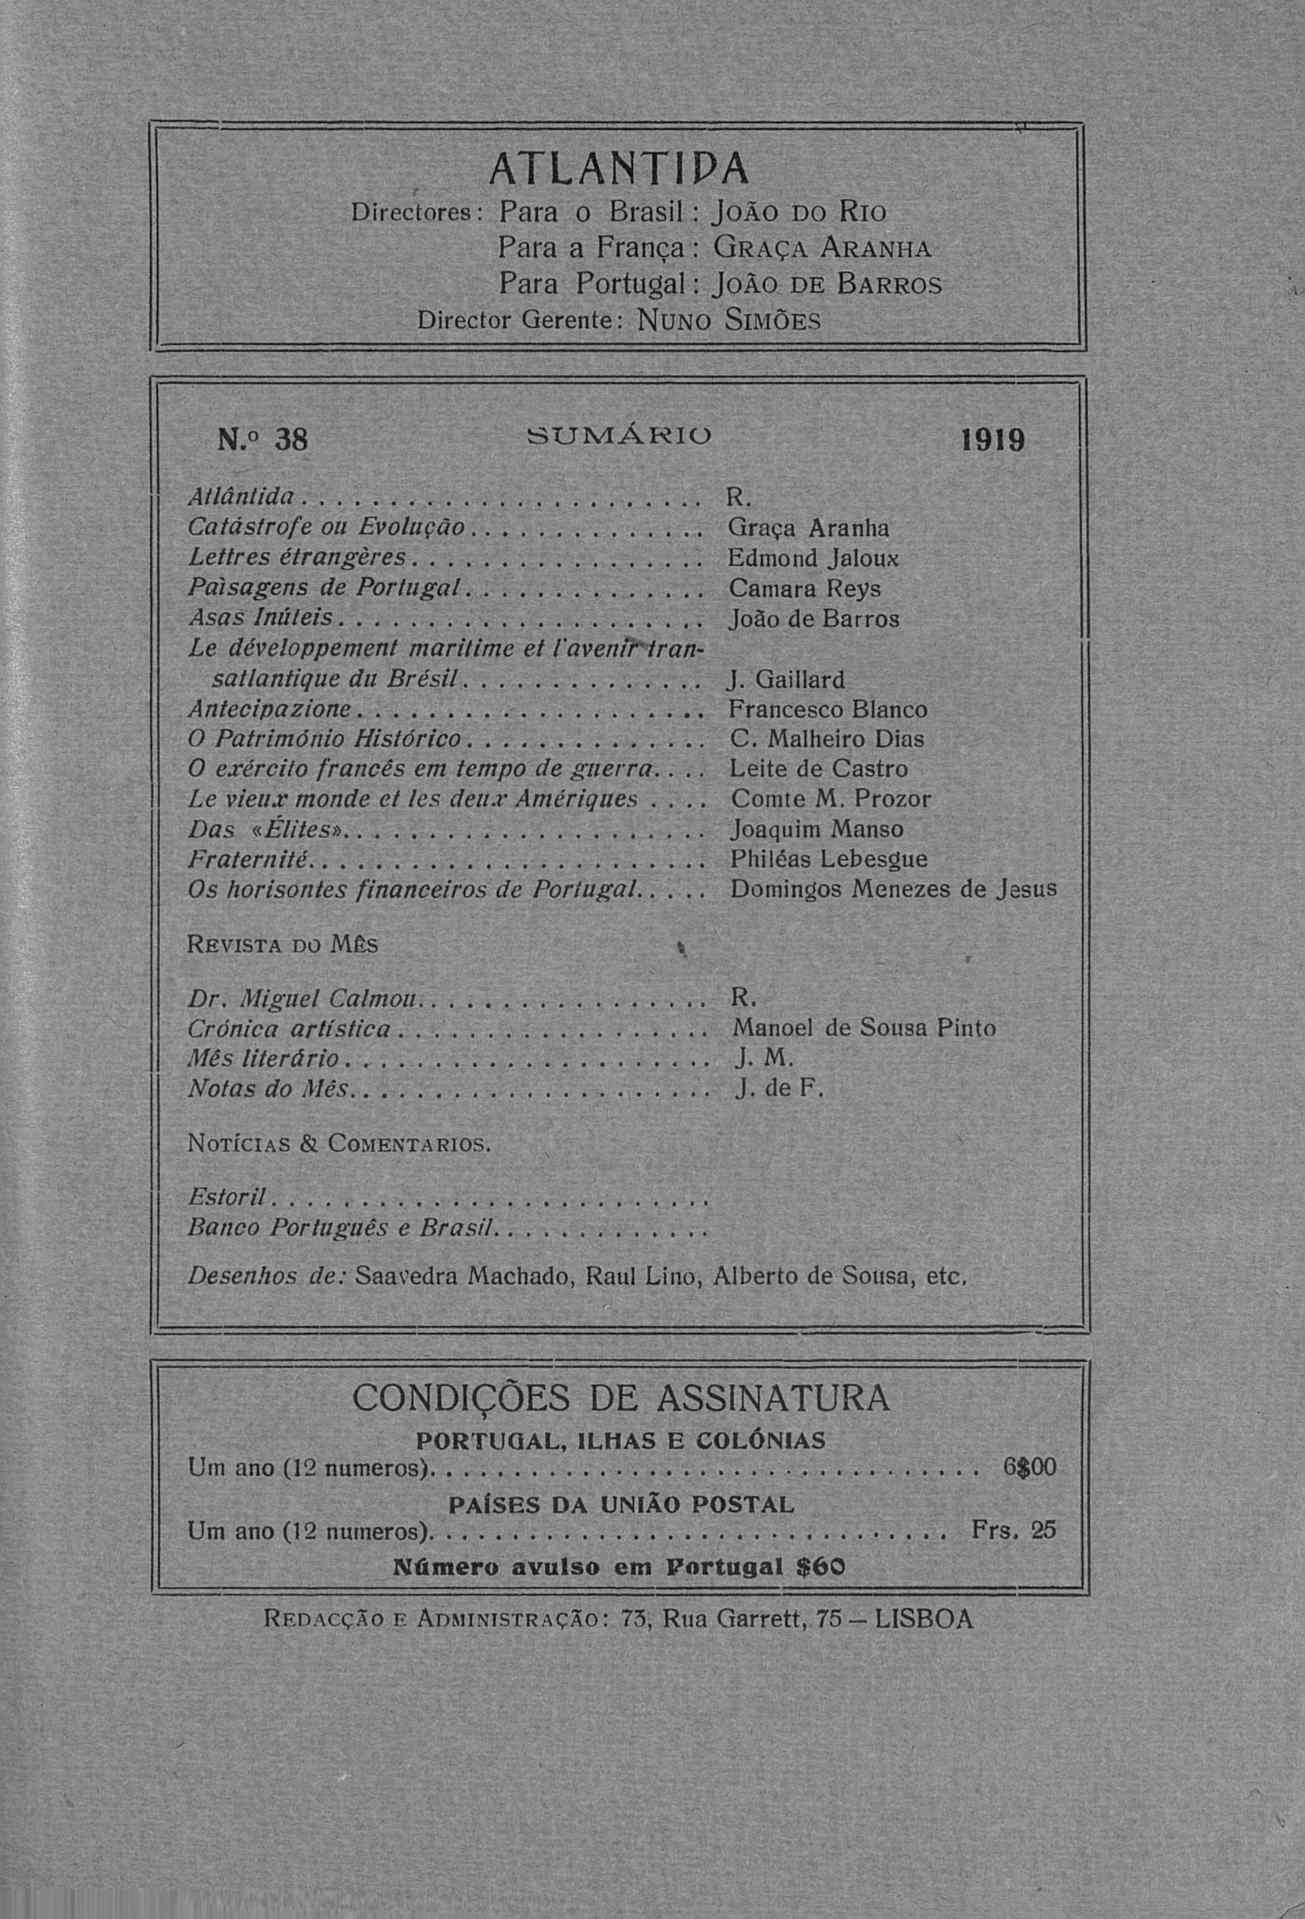 ATLANTIDA
Directores: Para o Brasil: JOÃO DO RIO
Para a França: GRAÇA ARANHA
Para Portugal: JOÃO DE BARROS
Director Gerente: NUNO SIMÕES
N.º 38 SUMÁRIO 1919
Atlântida . . . . . . . . . . . . . . . . . . . . . . . R.
Catástrofe ou Evolução . . . . . . . . . . . . . . Graça Aranha
Lettres étrangères . . . . . . . . . . . . . . . . . Edmond Jaloux
Paìsagens de Portugal . . . . . . . . . . . . . . Camara Reys
Asas Inúteis . . . . . . . . . . . . . . . . . . . . . João de Barros
Le développement maritime et l'avenir tran-
satlantique du Brésil . . . . . . . . . . . . . . J. Gaillard
Antecipazione . . . . . . . . . . . . . . . . . . . . Francesco Blanco
O Património Histórico . . . . . . . . . . . . . . C. Malheiro Dias
O exército francês em tempo de guerra . . . . Leite de Castro
Le vieux monde et les deux Amériques . . . . Comte M. Prozor
Das «Élites» . . . . . . . . . . . . . . . . . . . . . Joaquim Manso
Fraternité . . . . . . . . . . . . . . . . . . . . . . . Philéas Lebesgue
Os horisontes financeiros de Portugal . . . . . Domingos Menezes de Jesus
REVISTA DO MÊS
Dr. Miguel Calmou . . . . . . . . . . . . . . . . . R.
Crónica artística . . . . . . . . . . . . . . . . . . Manoel de Sousa Pinto
Mês literário . . . . . . . . . . . . . . . . . . . . . J. M.
Notas do Mês . . . . . . . . . . . . . . . . . . . . . J. de F.
NOTÍCIAS & COMENTARIOS.
Estoril . . . . . . . . . . . . . . . . . . . . . . . . .
Banco Português e Brasil . . . . . . . . . . . . .
Desenhos de: Saavedra Machado, Raul Lino, Alberto de Sousa, etc.
CONDIÇÕES DE ASSINATURA
PORTUGAL, ILHAS E COLÓNIAS
Um ano (12 numeros) . . . . . . . . . . . . . . . . . . . . . . . . . . . . . . . 6$00
PAÍSES DA UNIÃO POSTAL
Um ano (12 numeros) . . . . . . . . . . . . . . . . . . . . . . . . . . . . . Frs. 25
Número avulso em Portugal $60
REDACÇÃO E ADMINISTRAÇÃO: 73, Rua Garrett, 75 — LISBOA